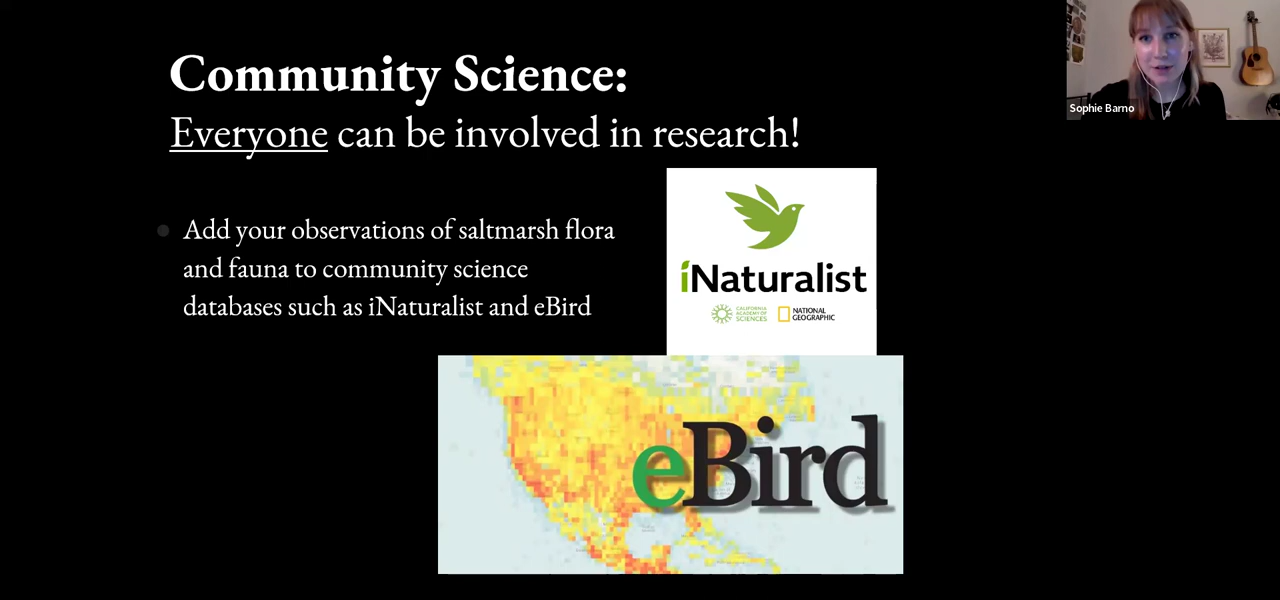 Community Science:
Everyone can be involved in research!
Sophie Barno
Add your observations of saltmarsh flora
and fauna to community science
databases such as iNaturalist and eBird
iNaturalist
CALIFORNIA
ACADEMY OF
SCIENCES
NATIONAL
GEOGRAPHIC
eBird